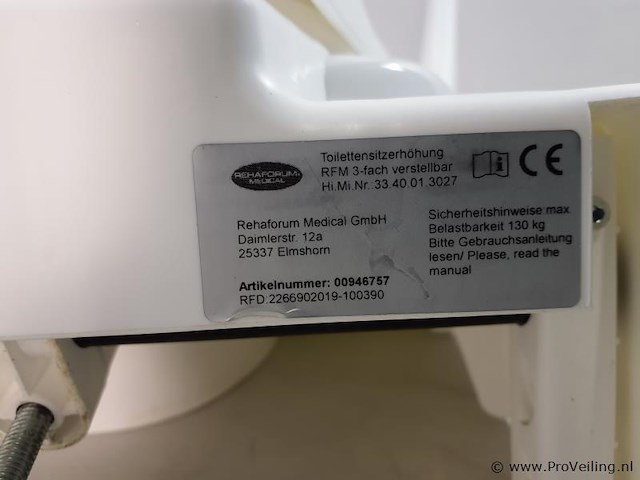 REHAFORUM
MEDICAL
Toilettensitzerhöhung
RFM 3-fach verstellbar
Hi.Mi.Nr.:33.40.01.3027
CE
Rehaforum Medical GmbH
Daimlerstr. 12a
25337 Elmshorn
Sicherheitshinweise max.
Belastbarkeit 130 kg
Bitte Gebrauchsanleitung
lesen/ Please, read the
manual
Artikelnummer: 00946757
RFD:2266902019-100390
© www.ProVeiling.nl